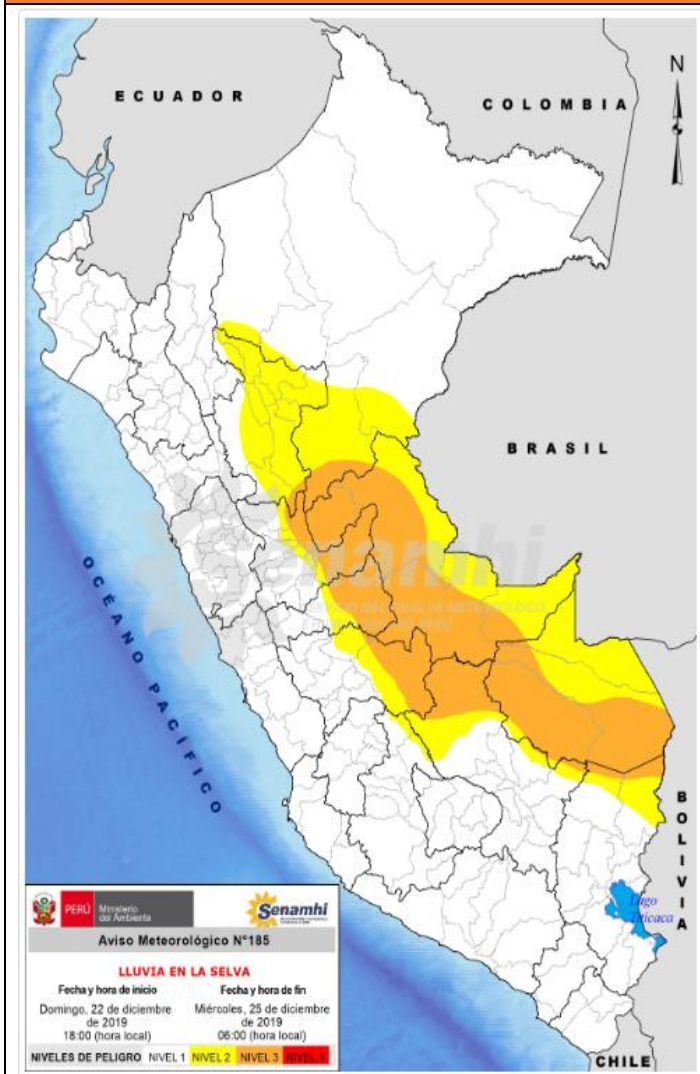 ECUADOR
COLOMBIA
N
BRASIL
Senamhi
OCÉANO PACÍFICO
BOLIVIA
Lago
Titicaca
CHILE
PERÚ
Ministerio
del Ambiente
Senamhi
Aviso Meteorológico N°185
LLUVIA EN LA SELVA
Fecha y hora de inicio
Fecha y hora de fin
Domingo, 22 de diciembre
de 2019
18:00 (hora local)
Miércoles, 25 de diciembre
de 2019
06:00 (hora local)
NIVELES DE PELIGRO NIVEL 1 NIVEL 2 NIVEL 3 NIVEL 4